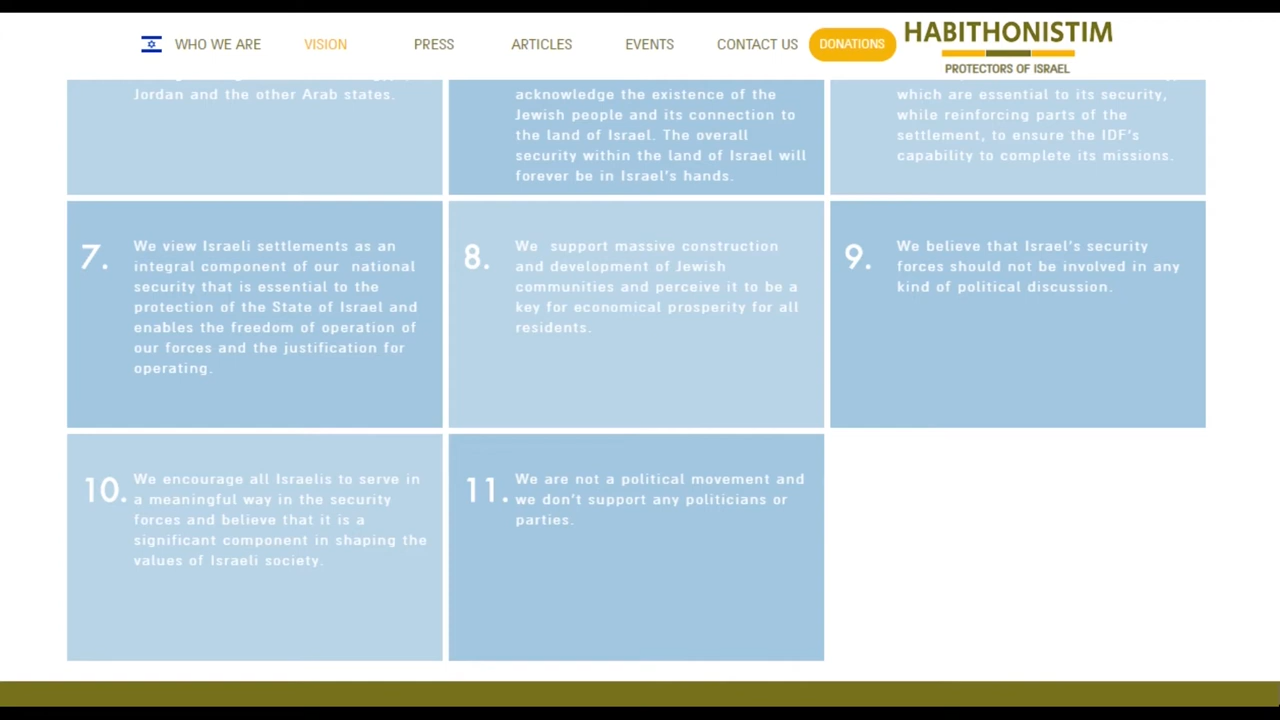 WHO WE ARE
VISION
PRESS
ARTICLES
EVENTS
CONTACT US
DONATIONS
HABITHONISTIM
PROTECTORS OF ISRAEL
Jordan and the other Arab states.
acknowledge the existence of the
Jewish people and its connection to
the land of Israel. The overall
security within the land of Israel will
forever be in Israel's hands.
which are essential to its security,
while reinforcing parts of the
settlement, to ensure the IDF's
capability to complete its missions.
7.
We view Israeli settlements as an
integral component of our national
security that is essential to the
protection of the State of Israel and
enables the freedom of operation of
our forces and the justification for
operating.
8.
We support massive construction
and development of Jewish
communities and perceive it to be a
key for economical prosperity for all
residents.
9.
We believe that Israel's security
forces should not be involved in any
kind of political discussion.
10.
We encourage all Israelis to serve in
a meaningful way in the security
forces and believe that it is a
significant component in shaping the
values of Israeli society.
11.
We are not a political movement and
we don't support any politicians or
parties.